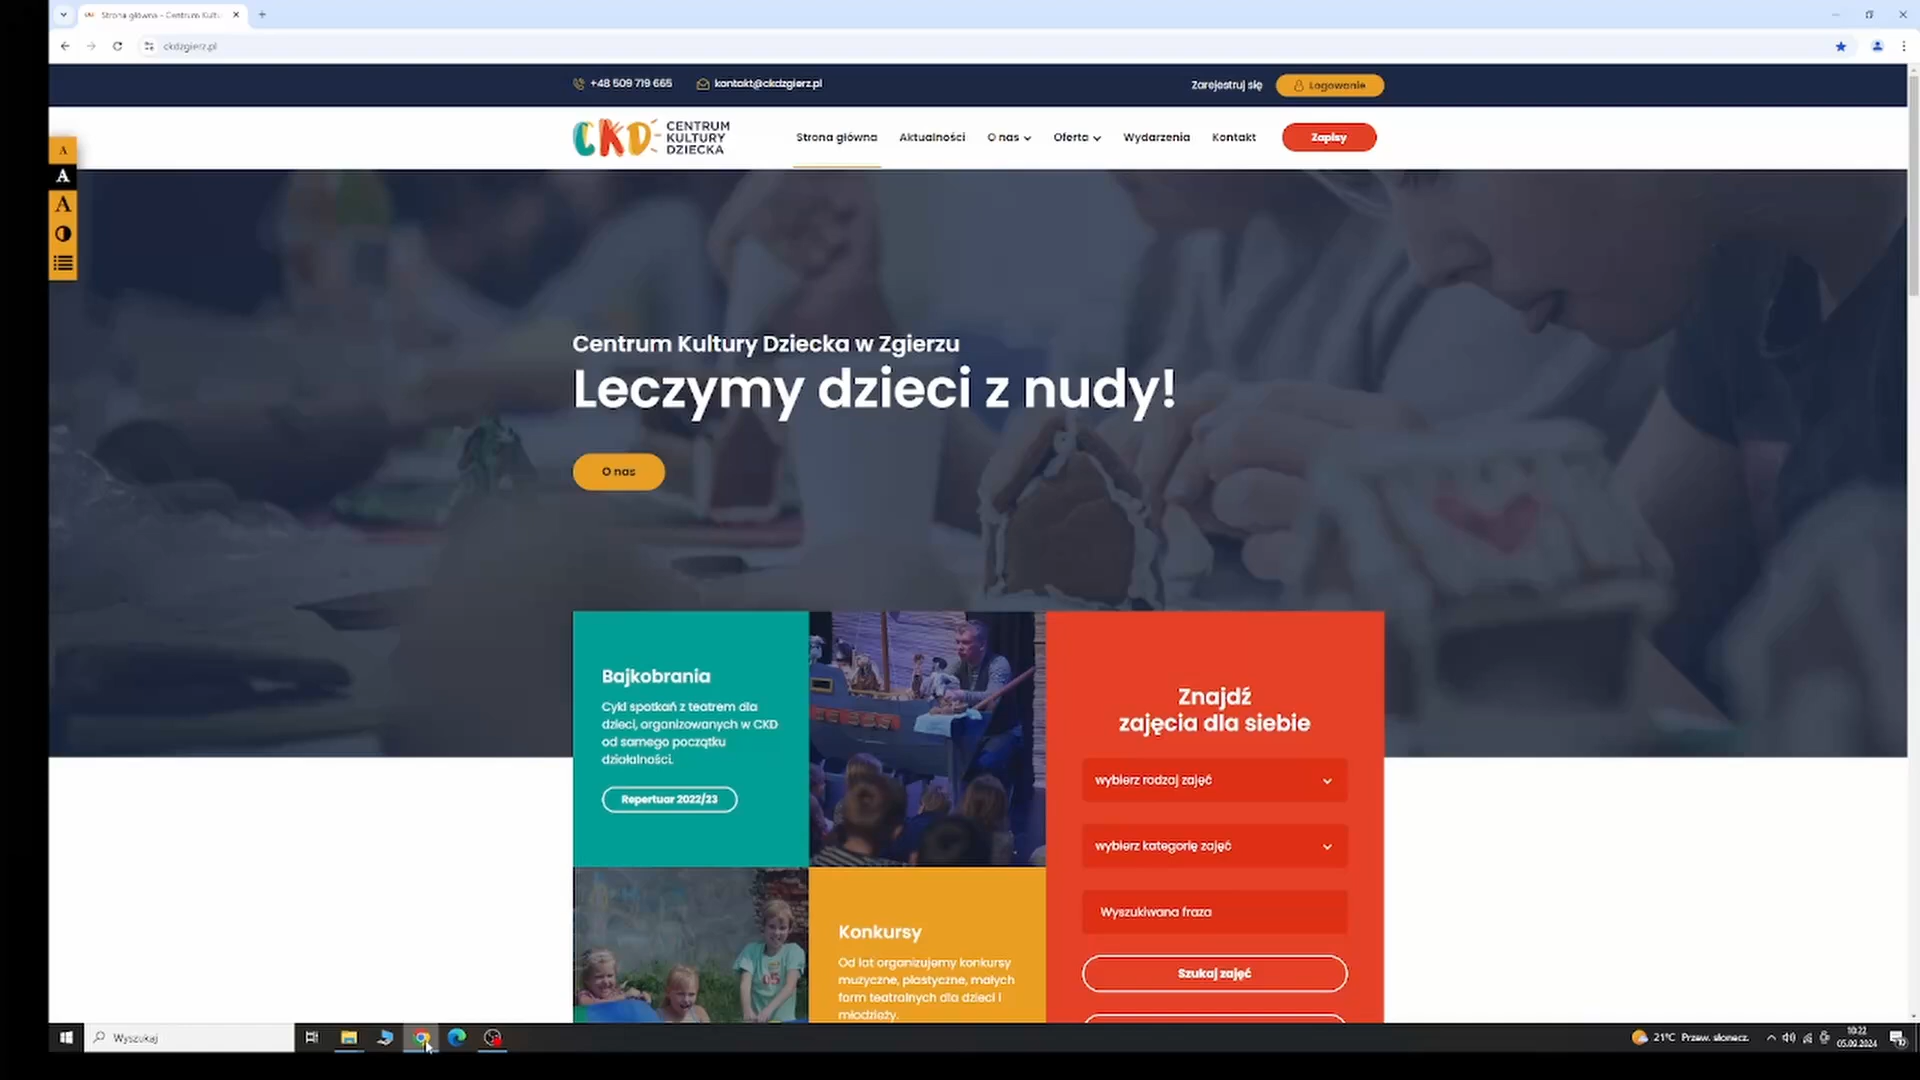 Strona główna - Centrum Kultu
ckdzgierz.pl
+48 509 719 665
kontakt@ckdzgierz.pl
Zarejestruj się
Logowanie
CKD CENTRUM
KULTURY
DZIECKA
Strona główna
Aktualności
O nas
Oferta
Wydarzenia
Kontakt
Zapisy
A
A
A
Centrum Kultury Dziecka w Zgierzu
Leczymy dzieci z nudy!
O nas
Bajkobrania
Cykl spotkań z teatrem dla
dzieci, organizowanych w CKD
od samego początku
działalności.
Repertuar 2022/23
Konkursy
Od lat organizujemy konkursy
muzyczne, plastyczne, małych
form teatralnych dla dzieci i
młodzieży.
Znajdź
zajęcia dla siebie
wybierz rodzaj zajęć
wybierz kategorię zajęć
Wyszukiwana fraza
Szukaj zajęć
Wyszukaj
21°C Przew. słonecz.
10:22
05.09.2024